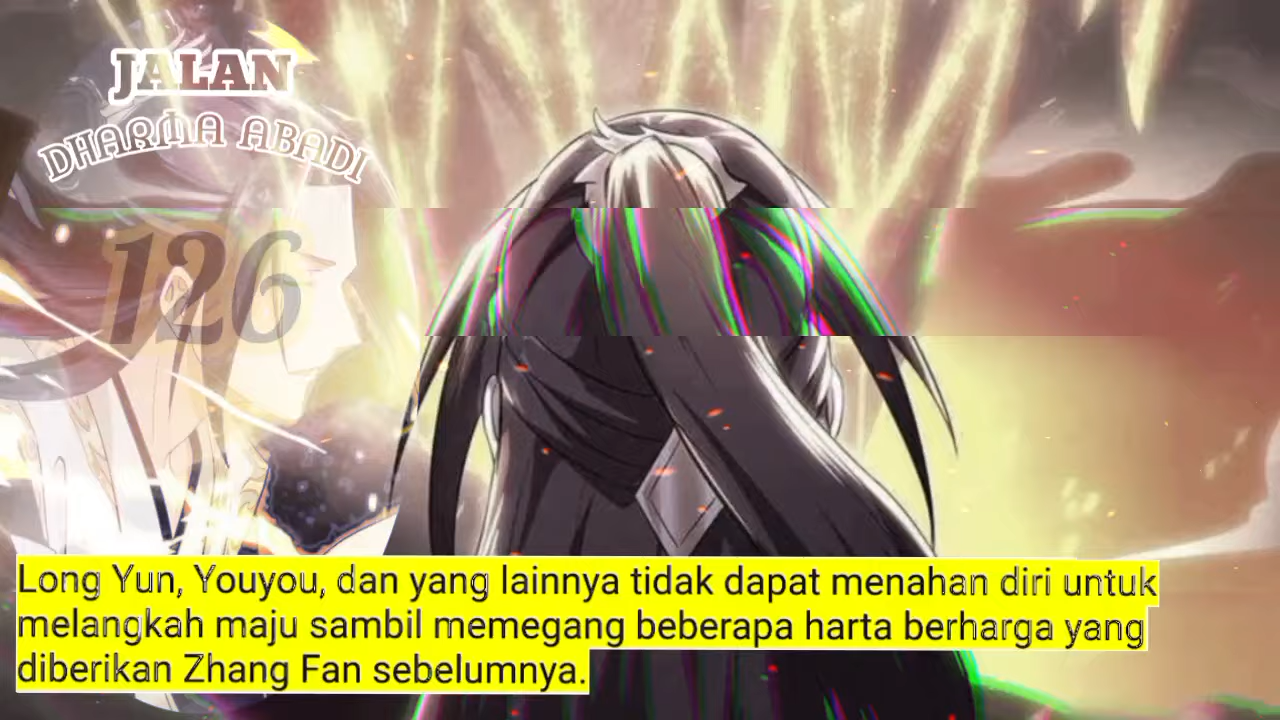 JALAN
DHARMA ABADI
126
Long Yun, Youyou, dan yang lainnya tidak dapat menahan diri untuk
melangkah maju sambil memegang beberapa harta berharga yang
diberikan Zhang Fan sebelumnya.